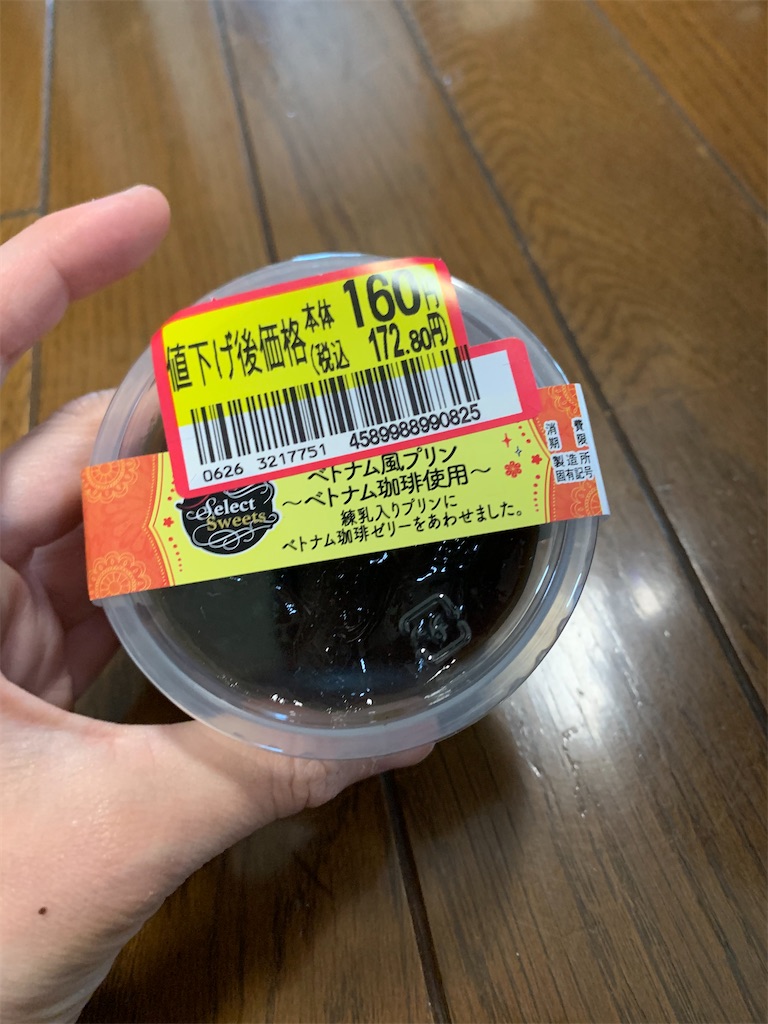 値下げ後価格 本体 160円
(税込 172.80円)
0626 3217751 4589988990825
Select
Sweets
ベトナム風プリン
～ベトナム珈琲使用～
練乳入りプリンに
ベトナム珈琲ゼリーをあわせました。
消費
期限
製造所
固有記号